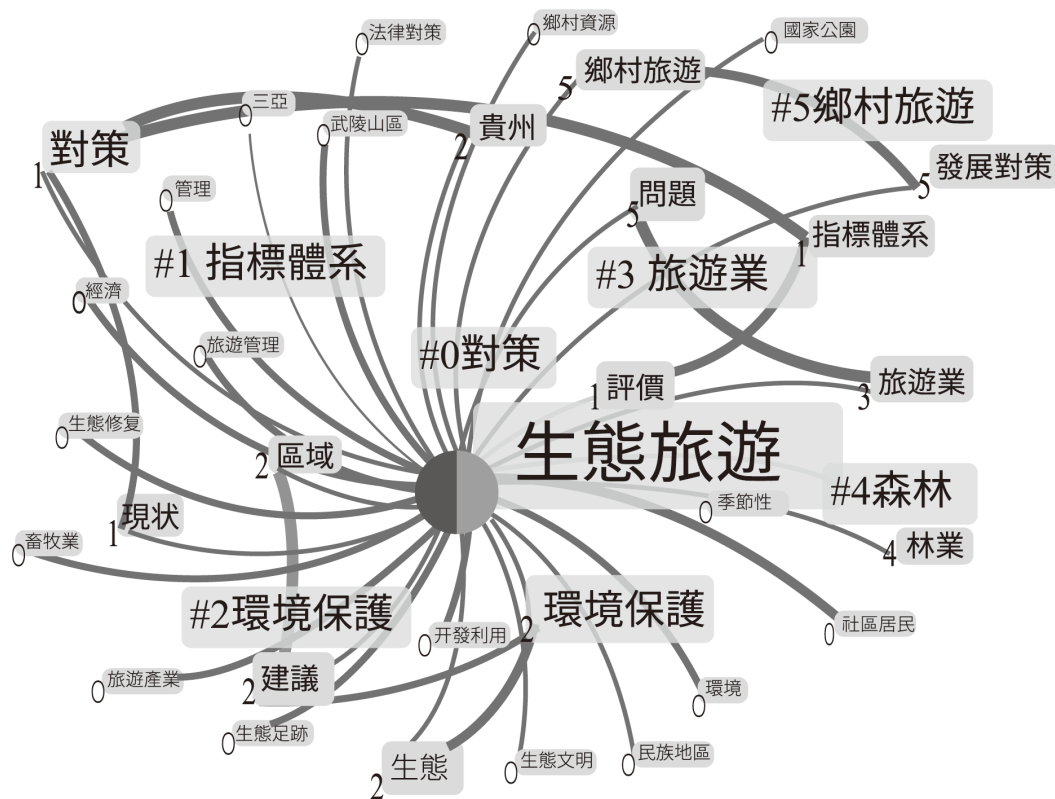 0 法律對策
0 鄉村資源
0 國家公園
5 鄉村旅遊
#5鄉村旅遊
0 三亞
0 武陵山區
2 貴州
1 對策
5 發展對策
0 管理
5 問題
1 指標體系
#1 指標體系
#3 旅遊業
0 經濟
0 旅遊管理
#0對策
1 評價
3 旅遊業
0 生態修复
2 區域
生態旅遊
#4森林
0 季節性
1 現状
4 林業
0 畜牧業
#2環境保護
2 環境保護
0 社區居民
0 开發利用
0 旅遊產業
2 建議
0 環境
0 生態足跡
2 生態
0 生態文明
0 民族地區